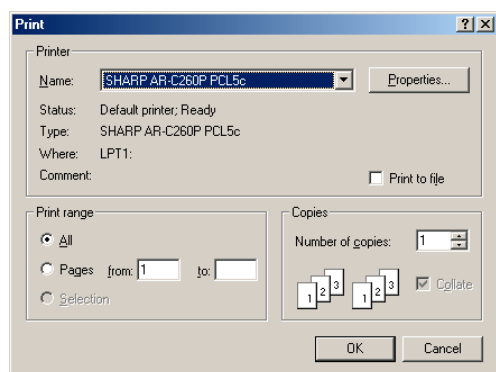 Print
Printer
Name: SHARP AR-C260P PCL5c Properties...
Status: Default printer; Ready
Type: SHARP AR-C260P PCL5c
Where: LPT1:
Comment: Print to file
Print range
All
Pages from: 1 to:
Selection
Copies
Number of copies: 1
1 2 3 1 2 3 Collate
OK Cancel